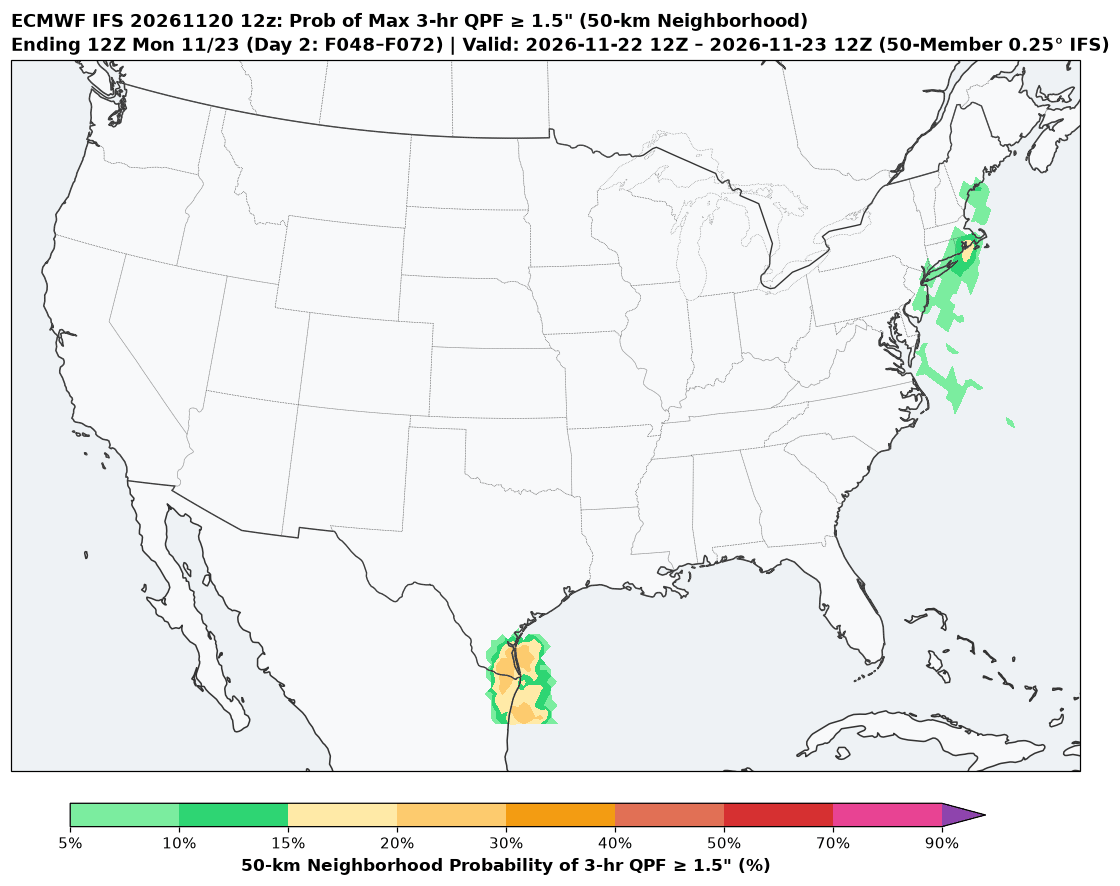 ECMWF IFS 20261120 12z: Prob of Max 3-hr QPF ≥ 1.5" (50-km Neighborhood)
Ending 12Z Mon 11/23 (Day 2: F048–F072) | Valid: 2026-11-22 12Z – 2026-11-23 12Z (50-Member 0.25° IFS)
5% 10% 15% 20% 30% 40% 50% 70% 90%
50-km Neighborhood Probability of 3-hr QPF ≥ 1.5" (%)